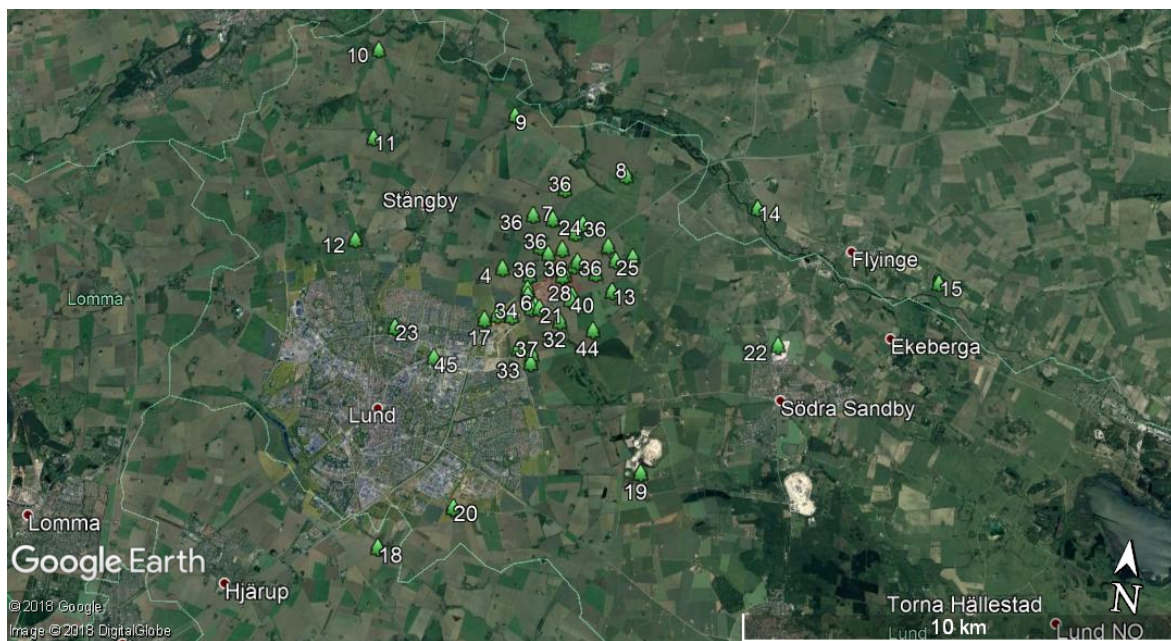 10
9
11
8
36
Stångby
14
36
7
24
36
12
36
Flyinge
4
36
36
25
15
Lomma
6
28
40
13
34
21
17
32
23
44
37
Ekeberga
22
45
33
Södra Sandby
Lund
19
20
Lomma
18
Google Earth
Hjärup
N
© 2018 Google
Torna Hällestad
Image © 2018 DigitalGlobe
10 km
Lund
Lund NO